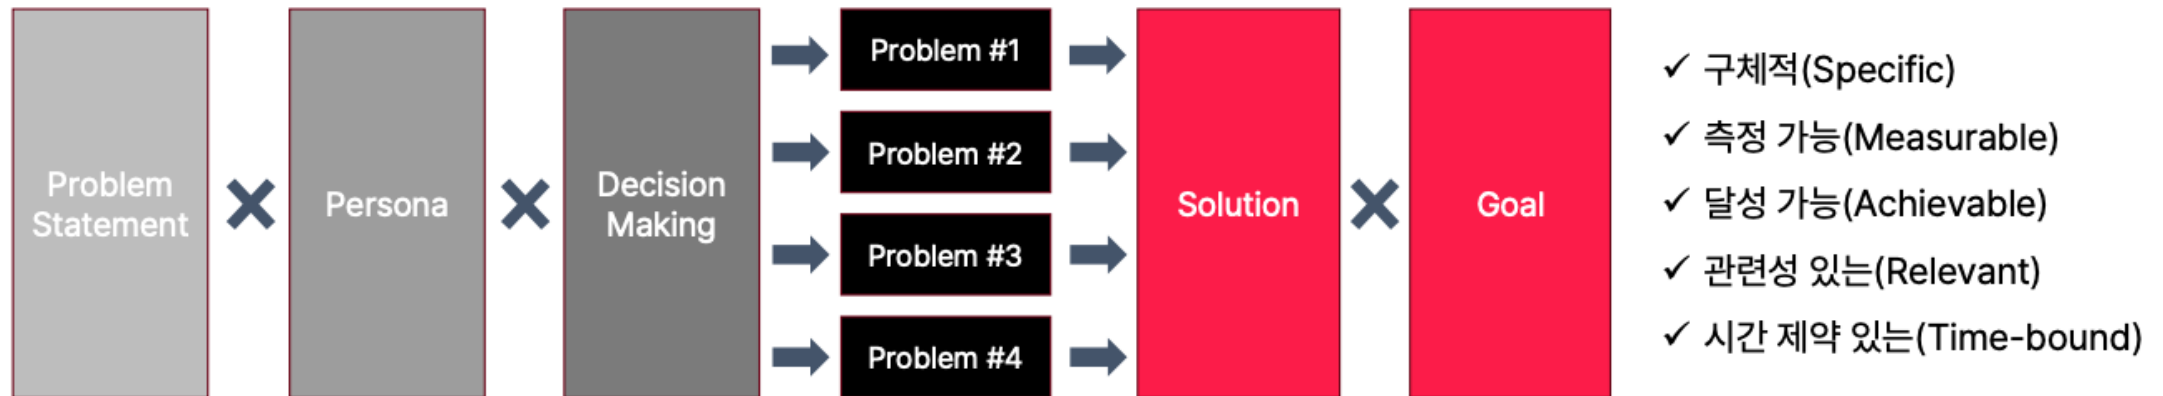 Problem
Statement
Persona
Decision
Making
Problem #1
Problem #2
Problem #3
Problem #4
Solution
Goal
✓ 구체적(Specific)
✓ 측정 가능(Measurable)
✓ 달성 가능(Achievable)
✓ 관련성 있는(Relevant)
✓ 시간 제약 있는(Time-bound)